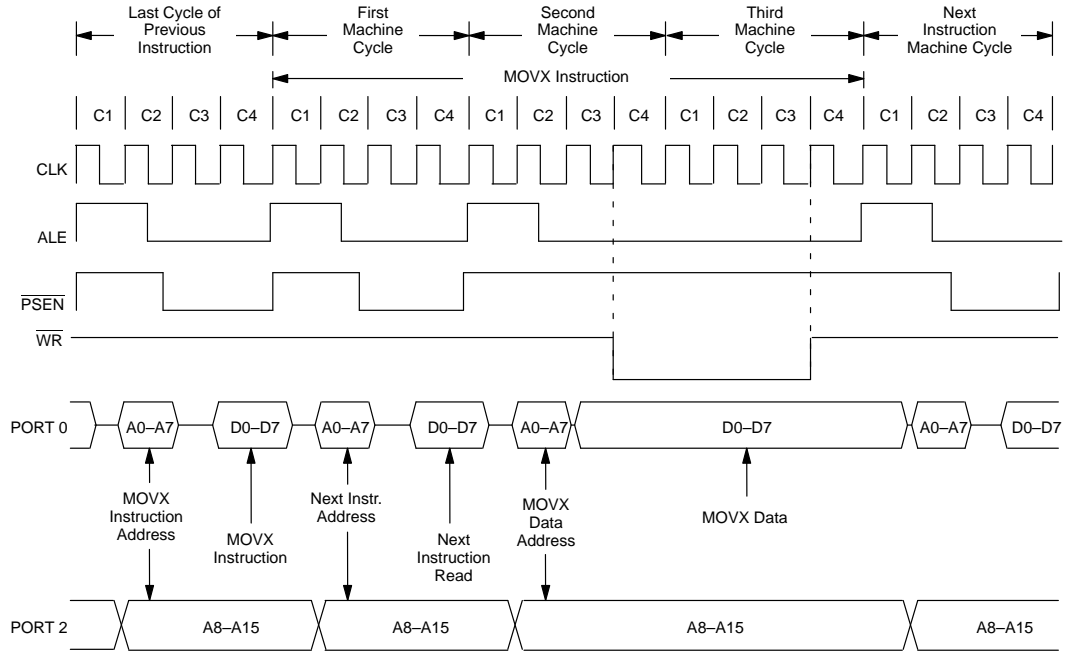 Last Cycle of
Previous
Instruction
First
Machine
Cycle
Second
Machine
Cycle
Third
Machine
Cycle
Next
Instruction
Machine Cycle
MOVX Instruction
C1 C2 C3 C4 C1 C2 C3 C4 C1 C2 C3 C4 C1 C2 C3 C4 C1 C2 C3 C4
CLK
ALE
PSEN
WR
PORT 0 A0–A7 D0–D7 A0–A7 D0–D7 A0–A7 D0–D7 A0–A7 D0–D7
MOVX
Instruction
Address
MOVX
Instruction
Next Instr.
Address
Next
Instruction
Read
MOVX
Data
Address
MOVX Data
PORT 2 A8–A15 A8–A15 A8–A15 A8–A15